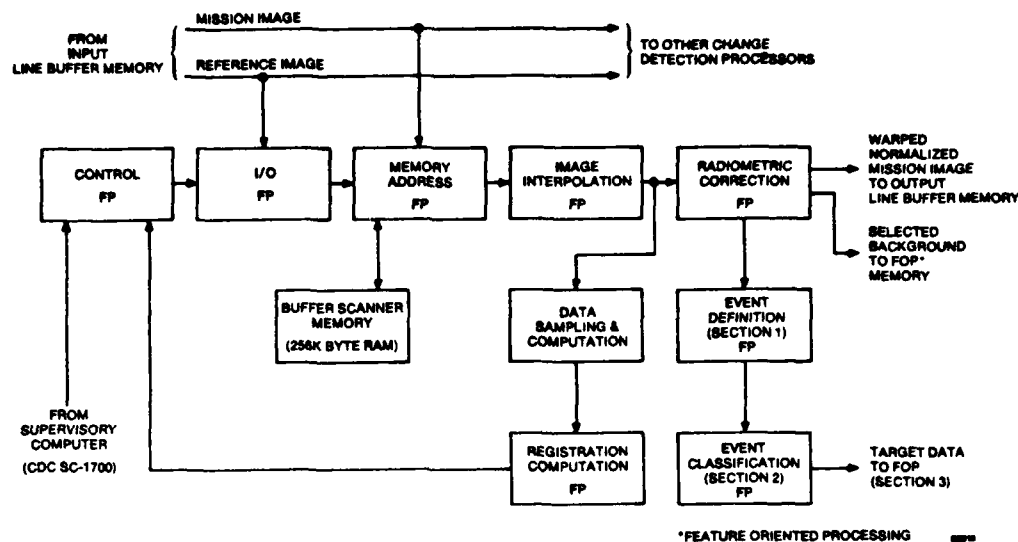 MISSION IMAGE
FROM
INPUT
LINE BUFFER MEMORY
REFERENCE IMAGE
TO OTHER CHANGE
DETECTION PROCESSORS
CONTROL
FP
I/O
FP
MEMORY
ADDRESS
FP
IMAGE
INTERPOLATION
FP
RADIOMETRIC
CORRECTION
FP
WARPED
NORMALIZED
MISSION IMAGE
TO OUTPUT
LINE BUFFER MEMORY
SELECTED
BACKGROUND
TO FOP*
MEMORY
BUFFER SCANNER
MEMORY
(256K BYTE RAM)
DATA
SAMPLING &
COMPUTATION
EVENT
DEFINITION
(SECTION 1)
FP
FROM
SUPERVISORY
COMPUTER
(CDC SC-1700)
REGISTRATION
COMPUTATION
FP
EVENT
CLASSIFICATION
(SECTION 2)
FP
TARGET DATA
TO FOP
(SECTION 3)
*FEATURE ORIENTED PROCESSING